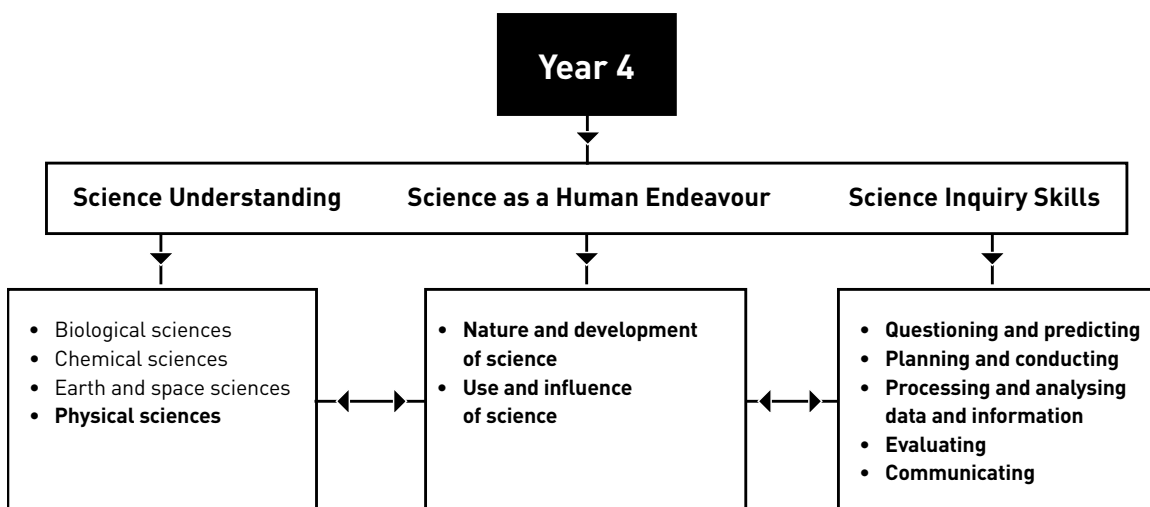 Year 4
Science Understanding
Science as a Human Endeavour
Science Inquiry Skills
• Biological sciences
• Chemical sciences
• Earth and space sciences
• Physical sciences
• Nature and development
of science
• Use and influence
of science
• Questioning and predicting
• Planning and conducting
• Processing and analysing
data and information
• Evaluating
• Communicating